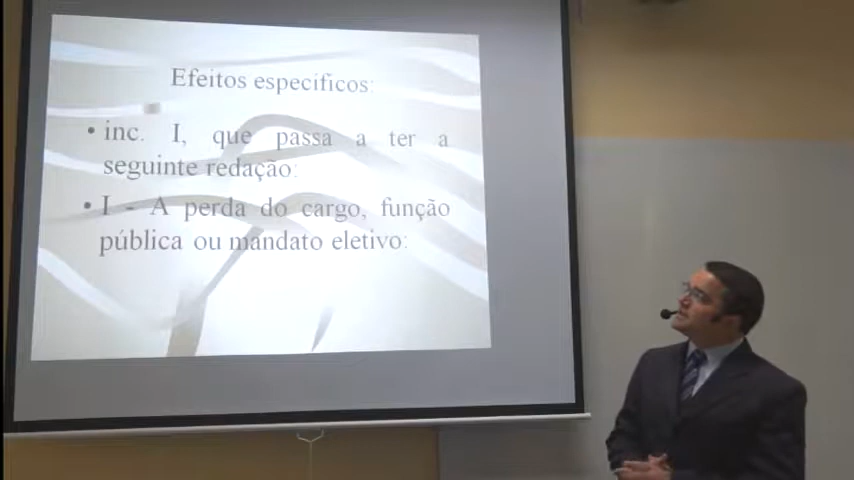 Efeitos específicos:
• inc. I, que passa a ter a
seguinte redação:
• I - A perda do cargo, função
pública ou mandato eletivo: